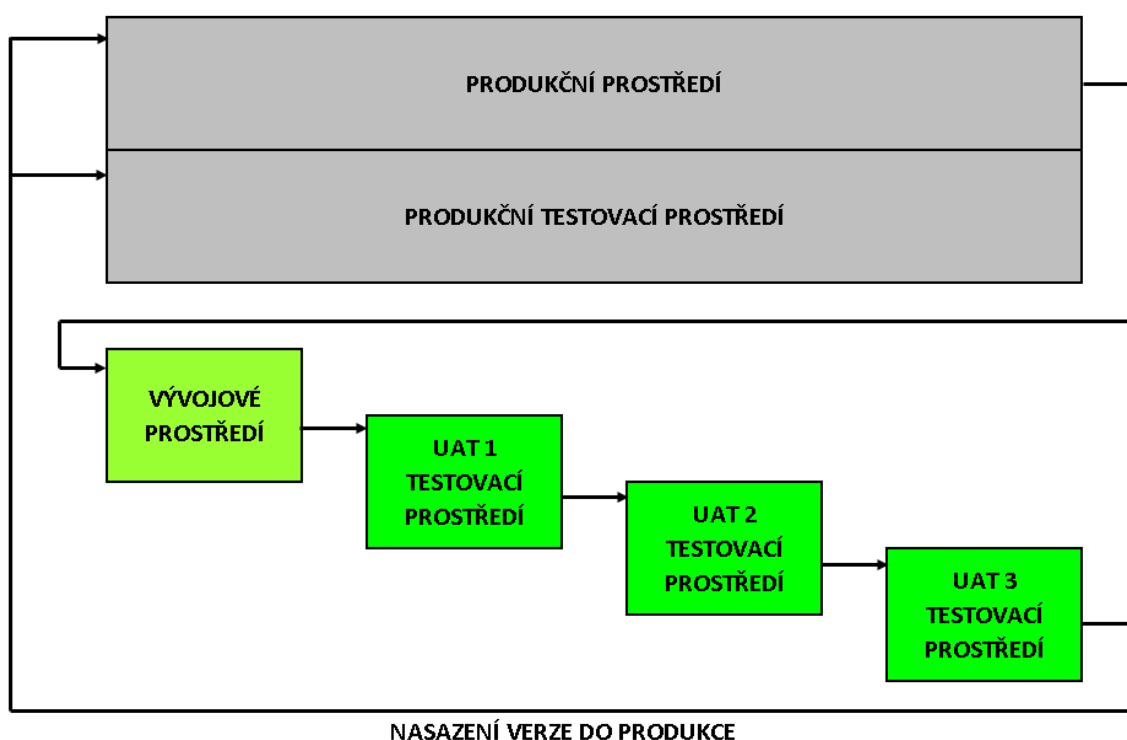 PRODUKČNÍ PROSTŘEDÍ
PRODUKČNÍ TESTOVACÍ PROSTŘEDÍ
VÝVOJOVÉ
PROSTŘEDÍ
UAT 1
TESTOVACÍ
PROSTŘEDÍ
UAT 2
TESTOVACÍ
PROSTŘEDÍ
UAT 3
TESTOVACÍ
PROSTŘEDÍ
NASAZENÍ VERZE DO PRODUKCE